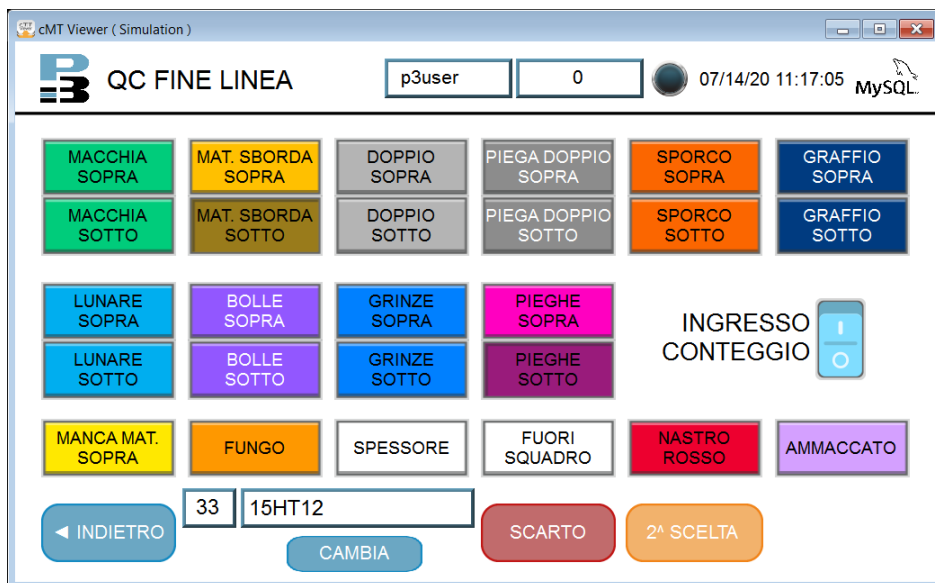 cMT Viewer ( Simulation )
P3 QC FINE LINEA p3user 0 07/14/20 11:17:05 MySQL
MACCHIA SOPRA
MAT. SBORDA SOPRA
DOPPIO SOPRA
PIEGA DOPPIO SOPRA
SPORCO SOPRA
GRAFFIO SOPRA
MACCHIA SOTTO
MAT. SBORDA SOTTO
DOPPIO SOTTO
PIEGA DOPPIO SOTTO
SPORCO SOTTO
GRAFFIO SOTTO
LUNARE SOPRA
BOLLE SOPRA
GRINZE SOPRA
PIEGHE SOPRA
LUNARE SOTTO
BOLLE SOTTO
GRINZE SOTTO
PIEGHE SOTTO
INGRESSO
CONTEGGIO
MANCA MAT. SOPRA
FUNGO
SPESSORE
FUORI SQUADRO
NASTRO ROSSO
AMMACCATO
◄ INDIETRO
33 15HT12
CAMBIA
SCARTO
2^ SCELTA